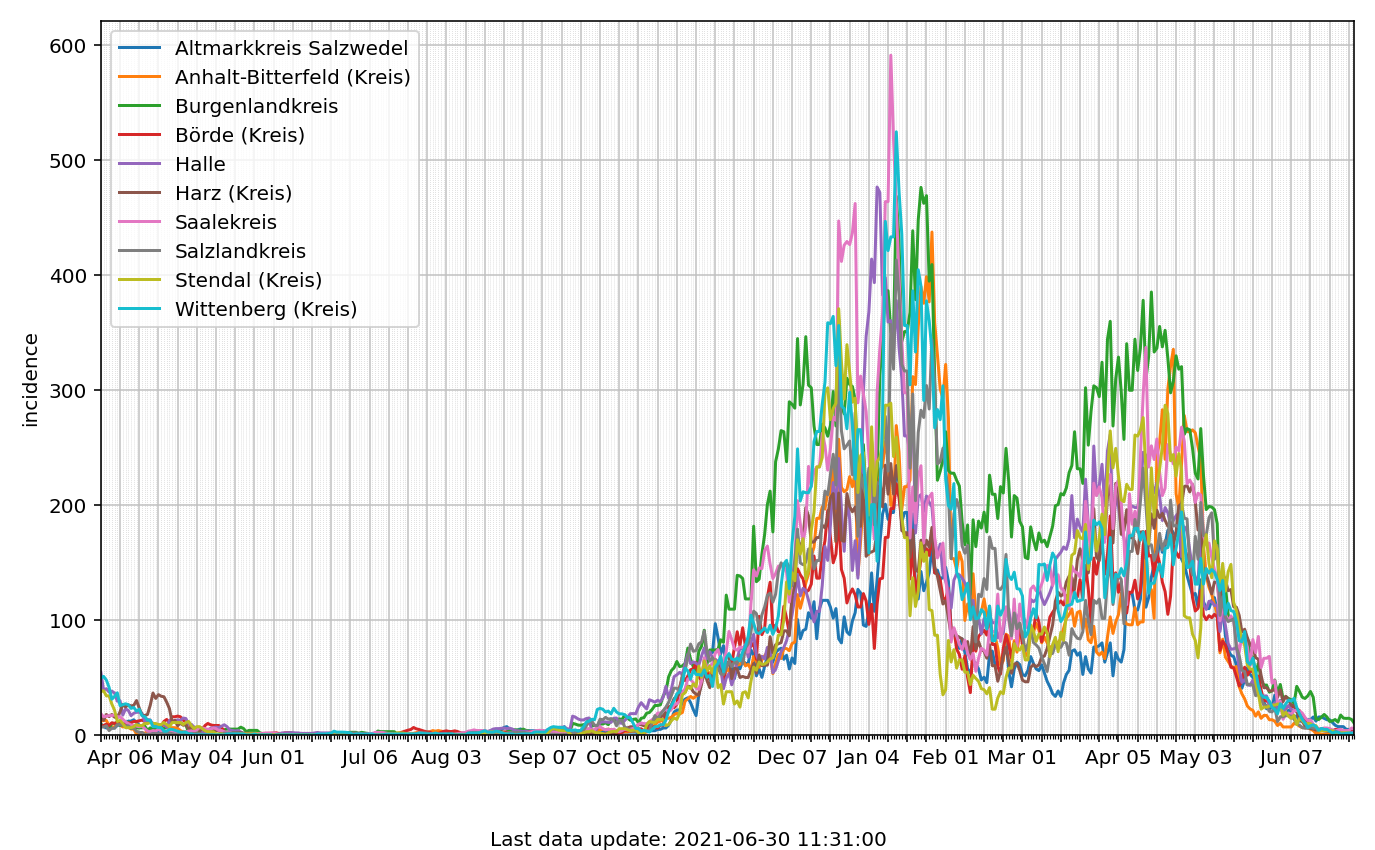 600
500
400
300
200
100
0
incidence
Altmarkkreis Salzwedel
Anhalt-Bitterfeld (Kreis)
Burgenlandkreis
Börde (Kreis)
Halle
Harz (Kreis)
Saalekreis
Salzlandkreis
Stendal (Kreis)
Wittenberg (Kreis)
Apr 06 May 04 Jun 01 Jul 06 Aug 03 Sep 07 Oct 05 Nov 02 Dec 07 Jan 04 Feb 01 Mar 01 Apr 05 May 03 Jun 07
Last data update: 2021-06-30 11:31:00